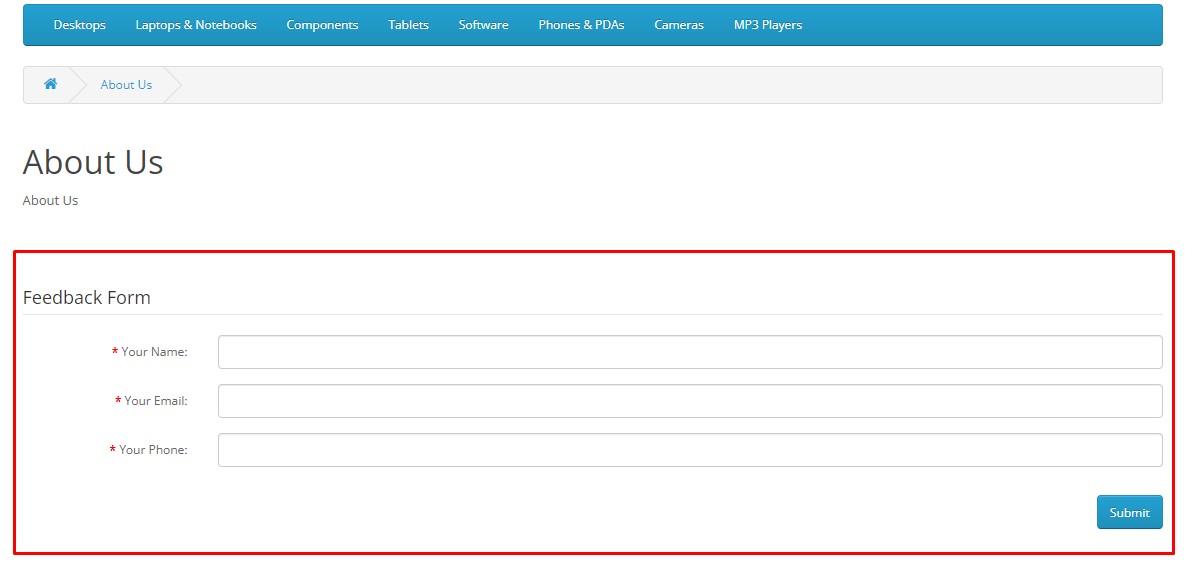 Desktops Laptops & Notebooks Components Tablets Software Phones & PDAs Cameras MP3 Players
About Us
About Us
About Us
Feedback Form
* Your Name:
* Your Email:
* Your Phone:
Submit